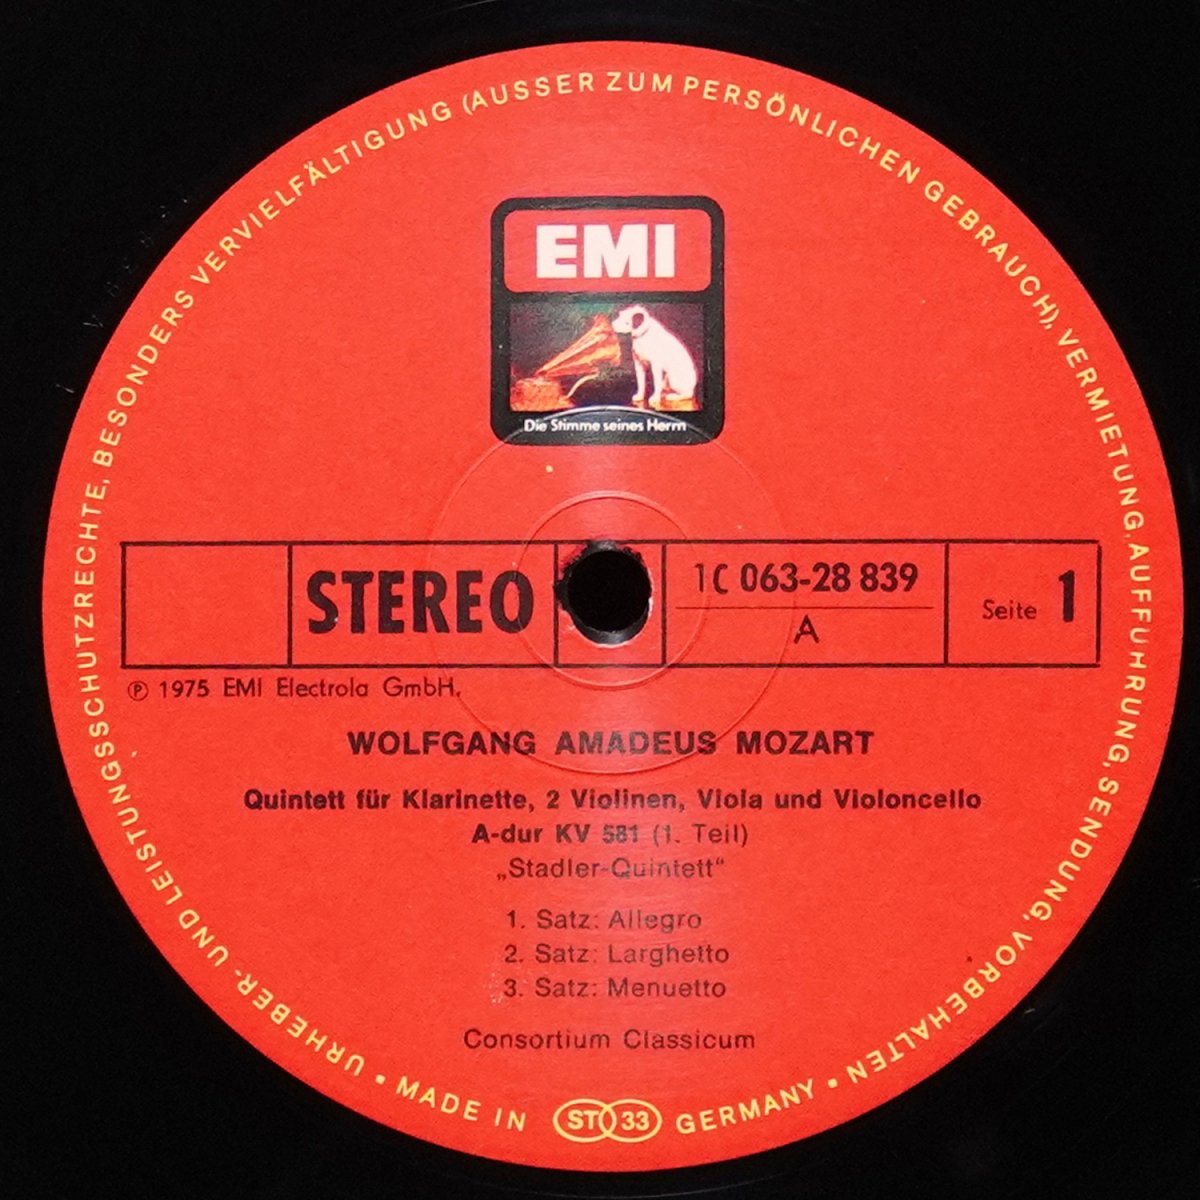 URHEBER- UND LEISTUNGSSCHUTZRECHTE, BESONDERS VERVIELFÄLTIGUNG (AUSSER ZUM PERSÖNLICHEN GEBRAUCH), VERMIETUNG, AUFFÜHRUNG, SENDUNG, VORBEHALTEN
EMI
Die Stimme seines Herrn
STEREO
1C 063-28 839
A
Seite 1
℗ 1975 EMI Electrola GmbH.
WOLFGANG AMADEUS MOZART
Quintett für Klarinette, 2 Violinen, Viola und Violoncello
A-dur KV 581 (1. Teil)
„Stadler-Quintett“
1. Satz: Allegro
2. Satz: Larghetto
3. Satz: Menuetto
Consortium Classicum
• MADE IN ST 33 GERMANY •